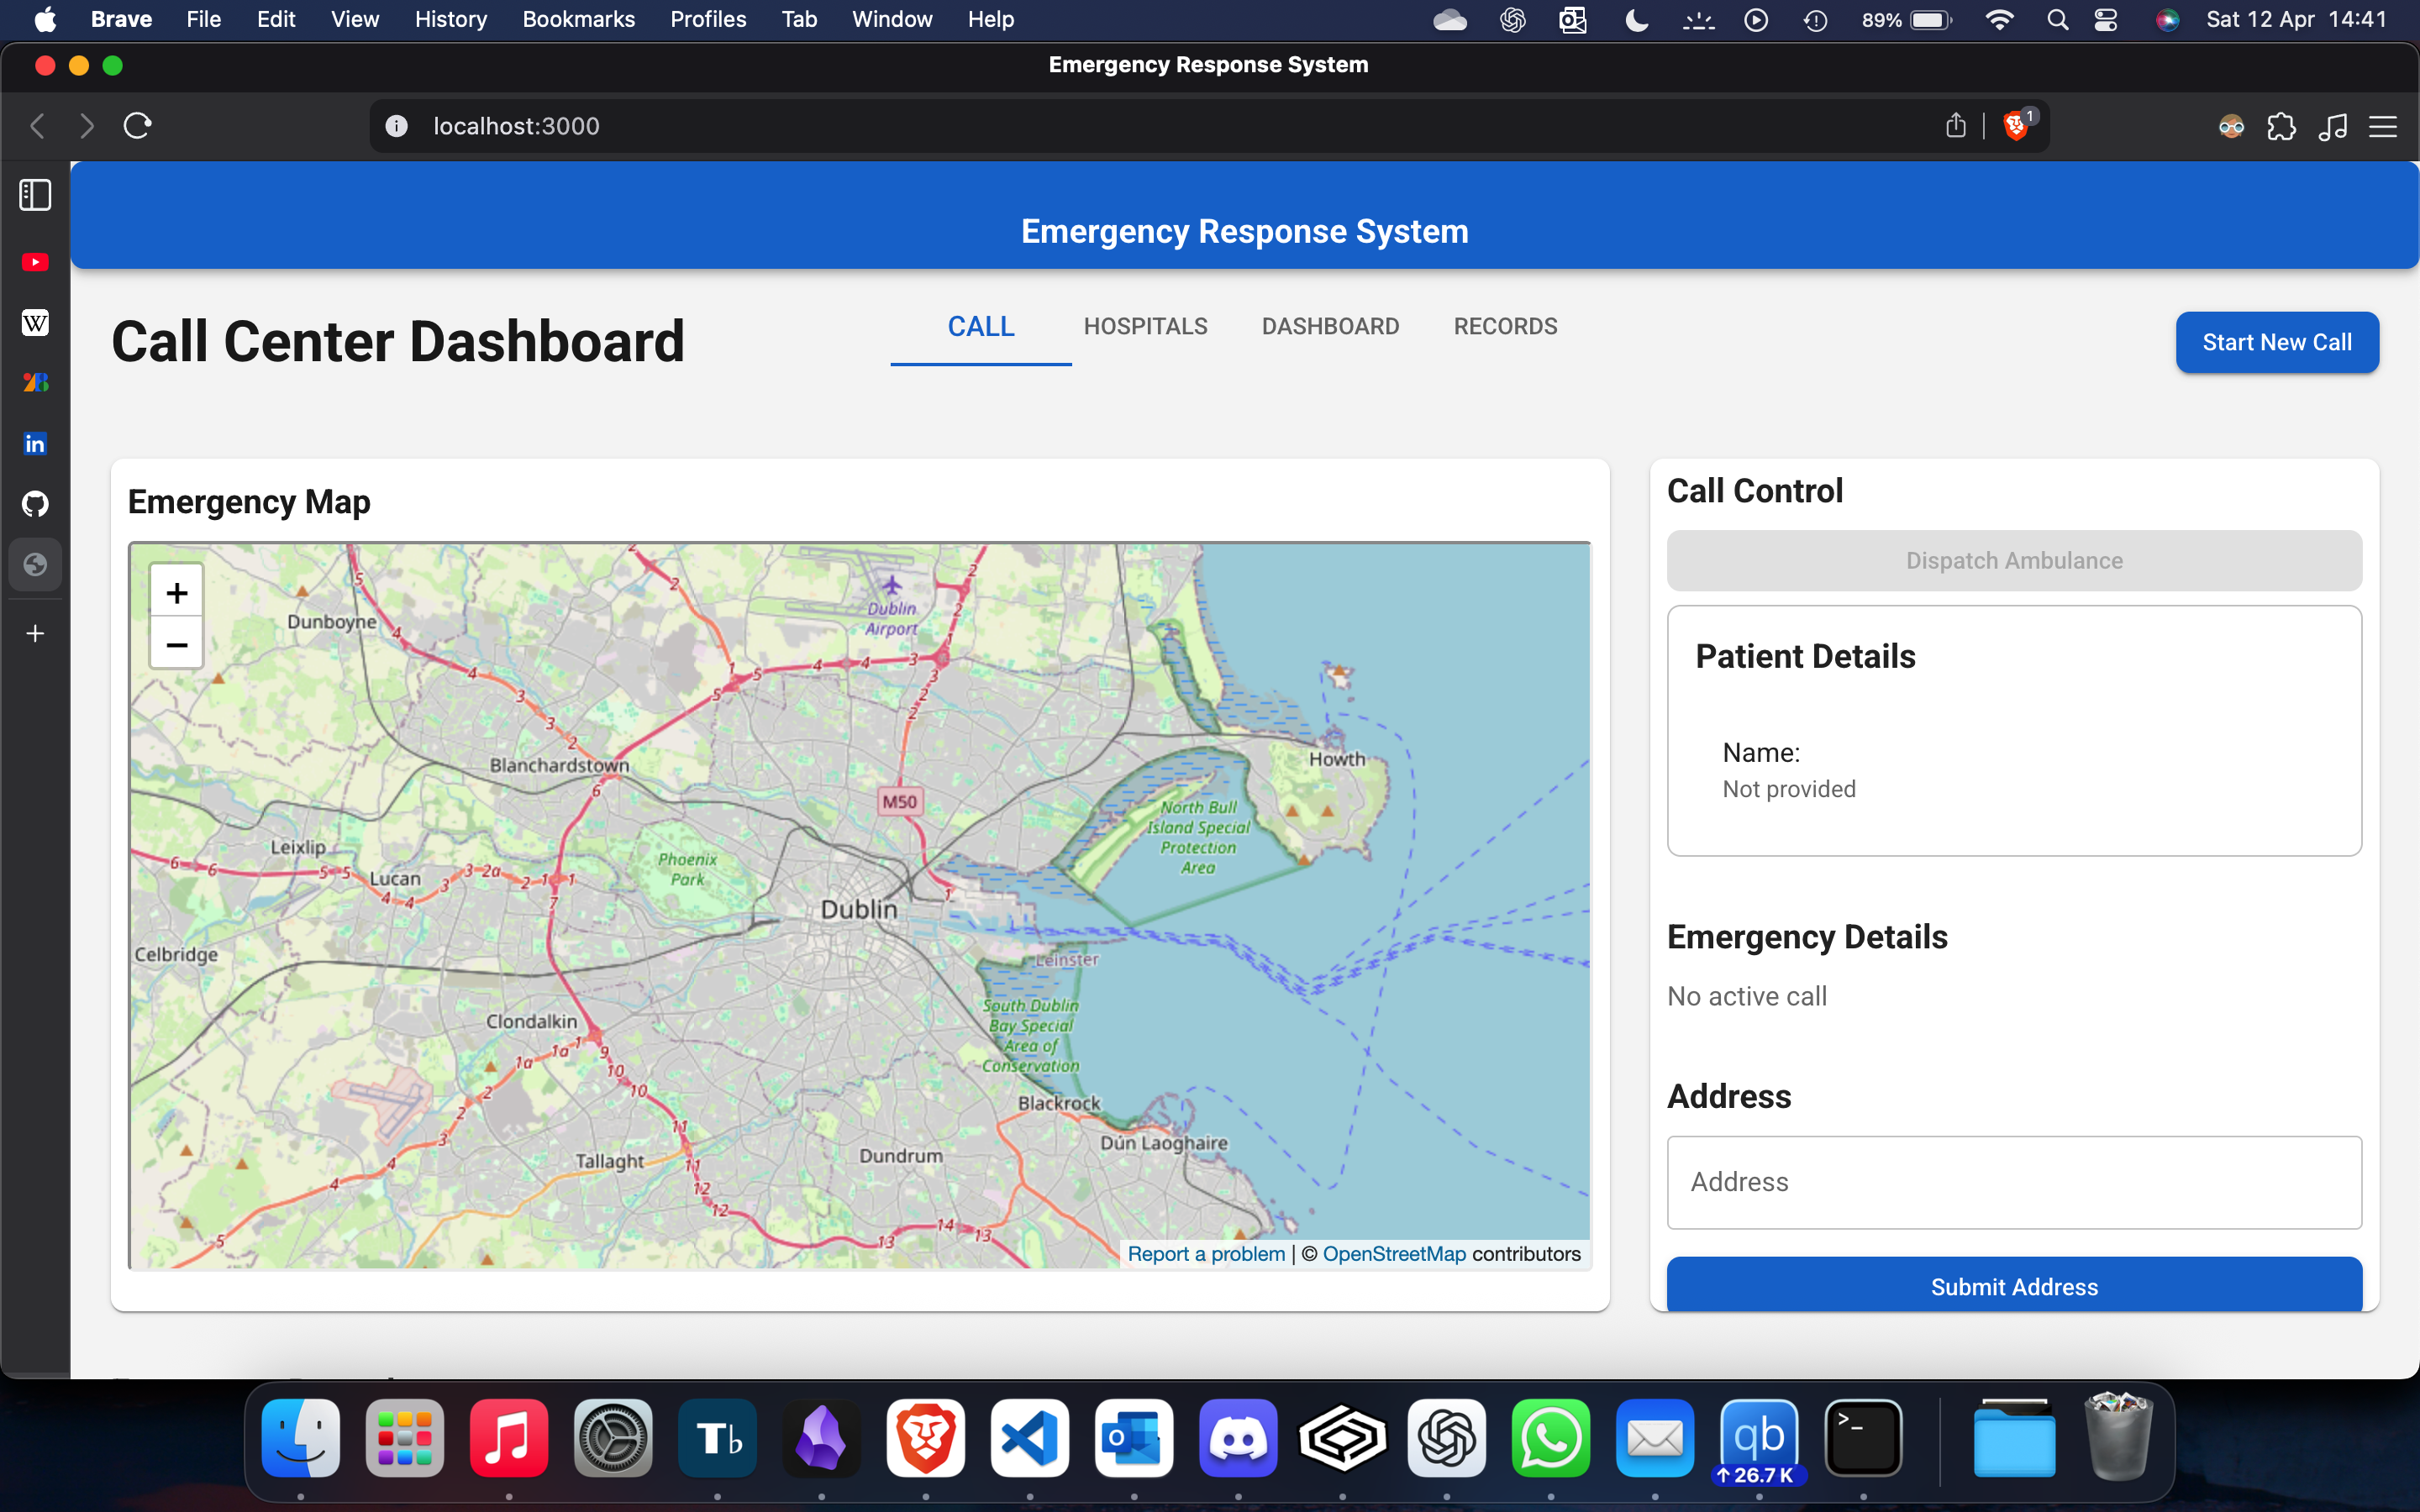 Brave File Edit View History Bookmarks Profiles Tab Window Help 89% Sat 12 Apr 14:41
Emergency Response System
localhost:3000
1
Emergency Response System
Call Center Dashboard
CALL HOSPITALS DASHBOARD RECORDS
Start New Call
Emergency Map
+
−
Dunboyne
Dublin
Airport
Blanchardstown
M50
Howth
North Bull
Island Special
Protection
Area
Leixlip
Lucan
Phoenix
Park
Dublin
Celbridge
Leinster
South Dublin
Bay Special
Area of
Conservation
Clondalkin
Blackrock
Dún Laoghaire
Tallaght
Dundrum
Report a problem | © OpenStreetMap contributors
Call Control
Dispatch Ambulance
Patient Details
Name:
Not provided
Emergency Details
No active call
Address
Address
Submit Address
Tb
qb
26.7 K